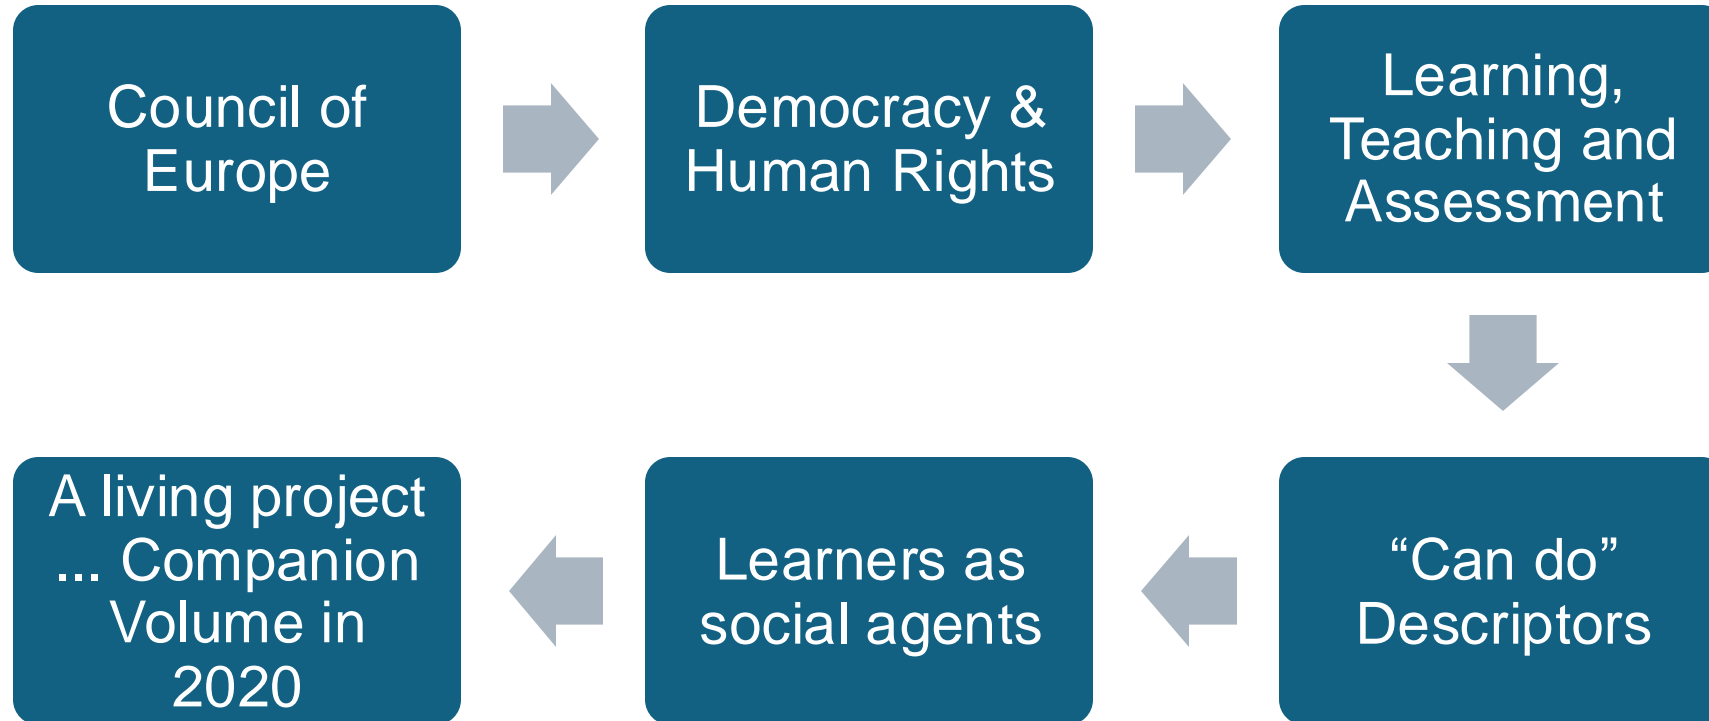 Council of
Europe
Democracy &
Human Rights
Learning,
Teaching and
Assessment
“Can do”
Descriptors
Learners as
social agents
A living project
... Companion
Volume in
2020